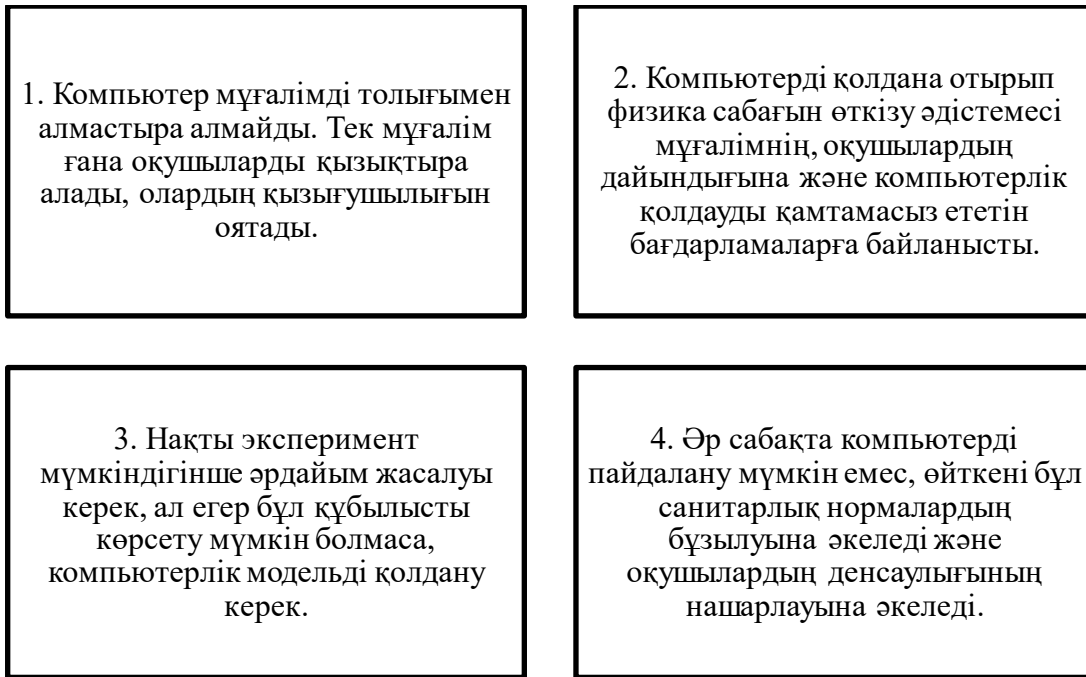 1. Компьютер мұғалімді толығымен
алмастыра алмайды. Тек мұғалім
ғана оқушыларды қызықтыра
алады, олардың қызығушылығын
оятады.
2. Компьютерді қолдана отырып
физика сабағын өткізу әдістемесі
мұғалімнің, оқушылардың
дайындығына және компьютерлік
қолдауды қамтамасыз ететін
бағдарламаларға байланысты.
3. Нақты эксперимент
мүмкіндігінше әрдайым жасалуы
керек, ал егер бұл құбылысты
көрсету мүмкін болмаса,
компьютерлік модельді қолдану
керек.
4. Әр сабақта компьютерді
пайдалану мүмкін емес, өйткені бұл
санитарлық нормалардың
бұзылуына әкеледі және
оқушылардың денсаулығының
нашарлауына әкеледі.